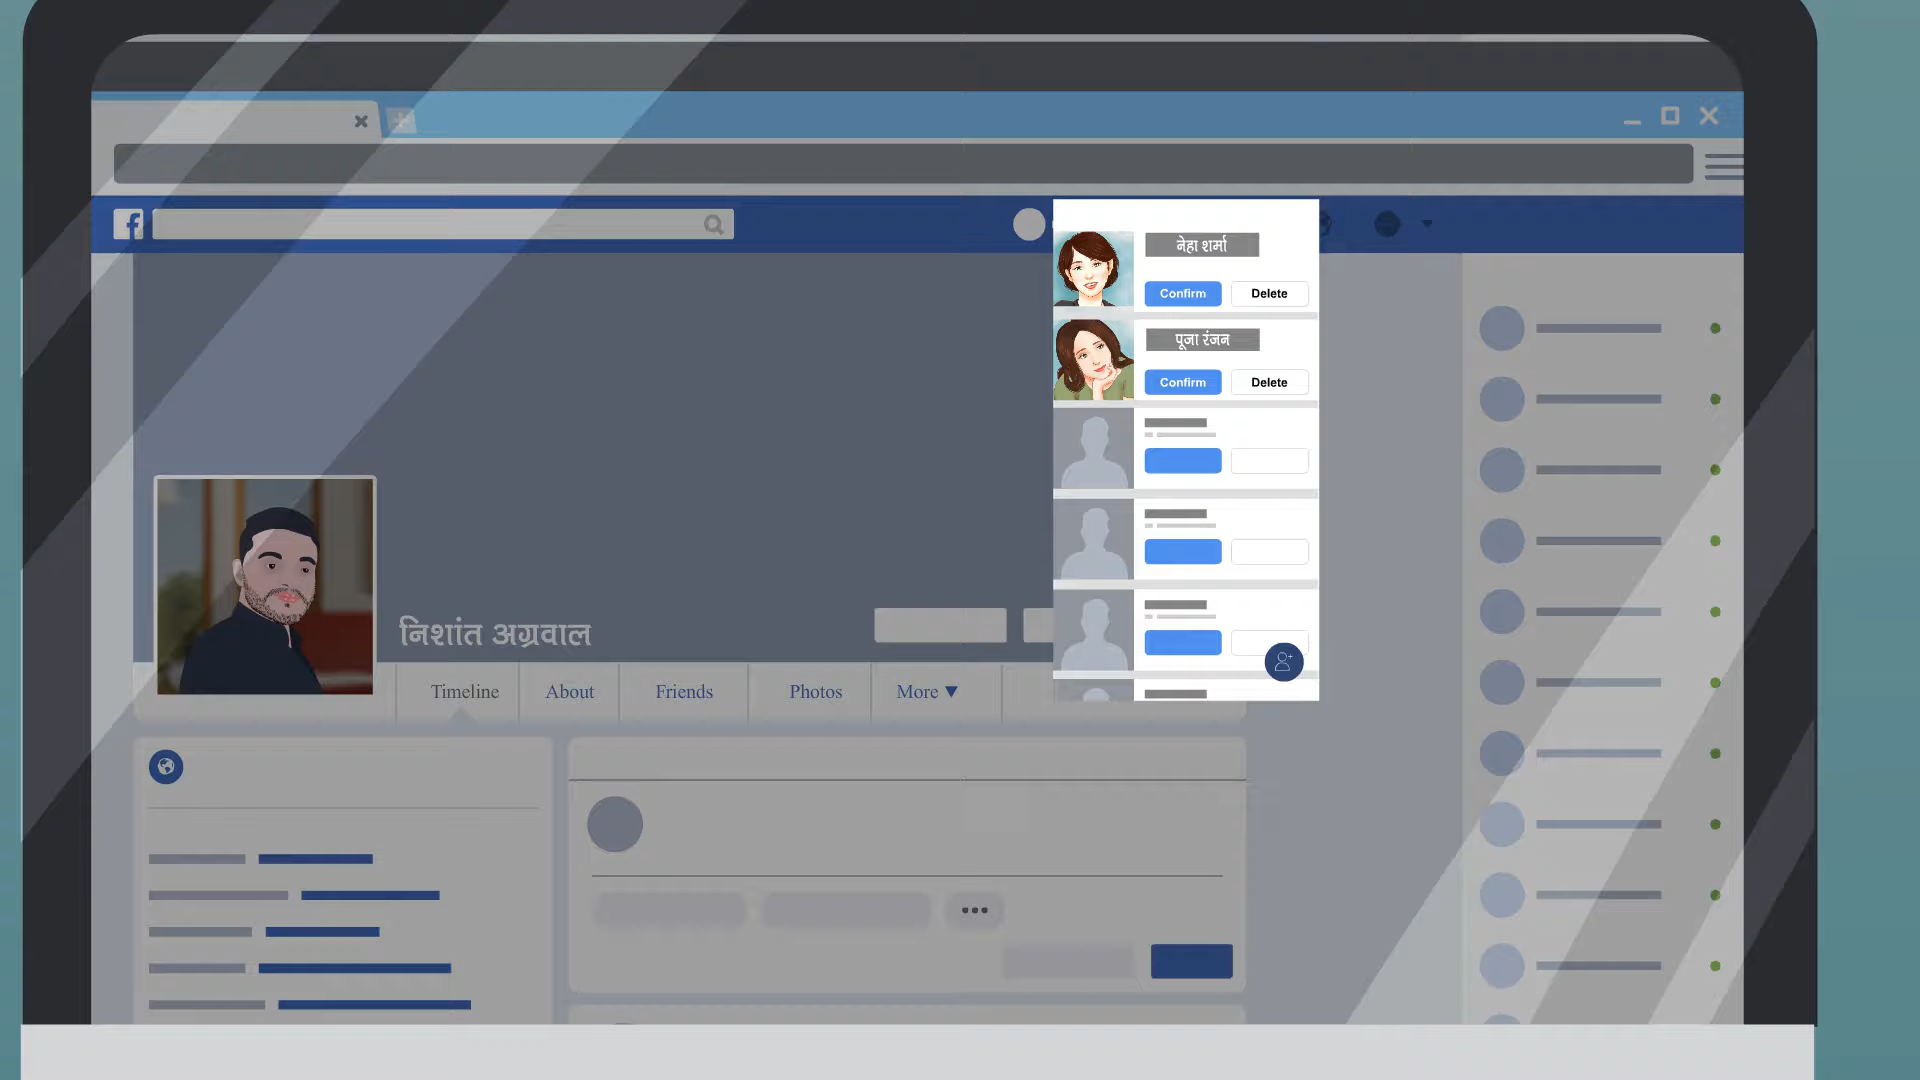 f
नेहा शर्मा
Confirm Delete
पूजा रंजन
Confirm Delete
निशांत अग्रवाल
Timeline About Friends Photos More ▼